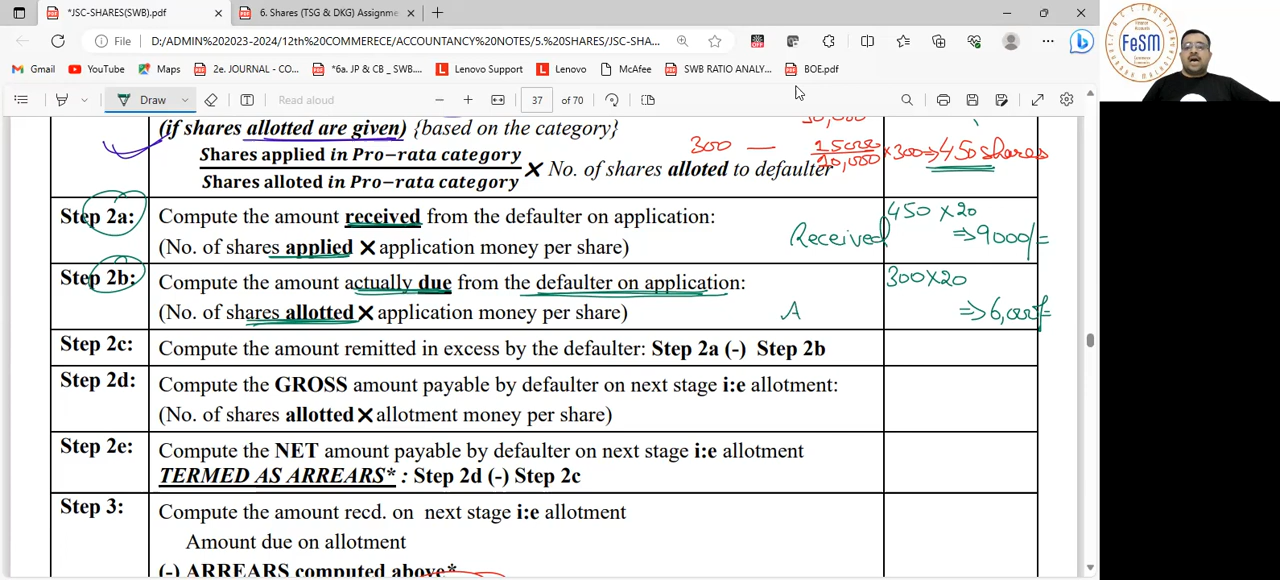 *JSC-SHARES(SWB).pdf
6. Shares (TSG & DKG) Assignme
File
D:/ADMIN%202023-2024/12th%20COMMERECE/ACCOUNTANCY%20NOTES/5.%20SHARES/JSC-SHA...
OFF
Gmail
YouTube
Maps
2e. JOURNAL - CO...
*6a. JP & CB _SWB...
Lenovo Support
Lenovo
McAfee
SWB RATIO ANALY...
BOE.pdf
Draw
Read aloud
37
of 70
FeSM
(if shares allotted are given) {based on the category}
Shares applied in Pro-rata category
Shares alloted in Pro-rata category
× No. of shares alloted to defaulter
300 —
×300 ⇒ 450 shares
Step 2a:
Compute the amount received from the defaulter on application:
(No. of shares applied × application money per share)
Received
450 × 20
⇒ 9000/=
Step 2b:
Compute the amount actually due from the defaulter on application:
(No. of shares allotted × application money per share)
A
300 × 20
⇒ 6,000/=
Step 2c:
Compute the amount remitted in excess by the defaulter: Step 2a (-) Step 2b
Step 2d:
Compute the GROSS amount payable by defaulter on next stage i:e allotment:
(No. of shares allotted × allotment money per share)
Step 2e:
Compute the NET amount payable by defaulter on next stage i:e allotment
TERMED AS ARREARS* : Step 2d (-) Step 2c
Step 3:
Compute the amount recd. on next stage i:e allotment
Amount due on allotment
(-) ARREARS computed above*